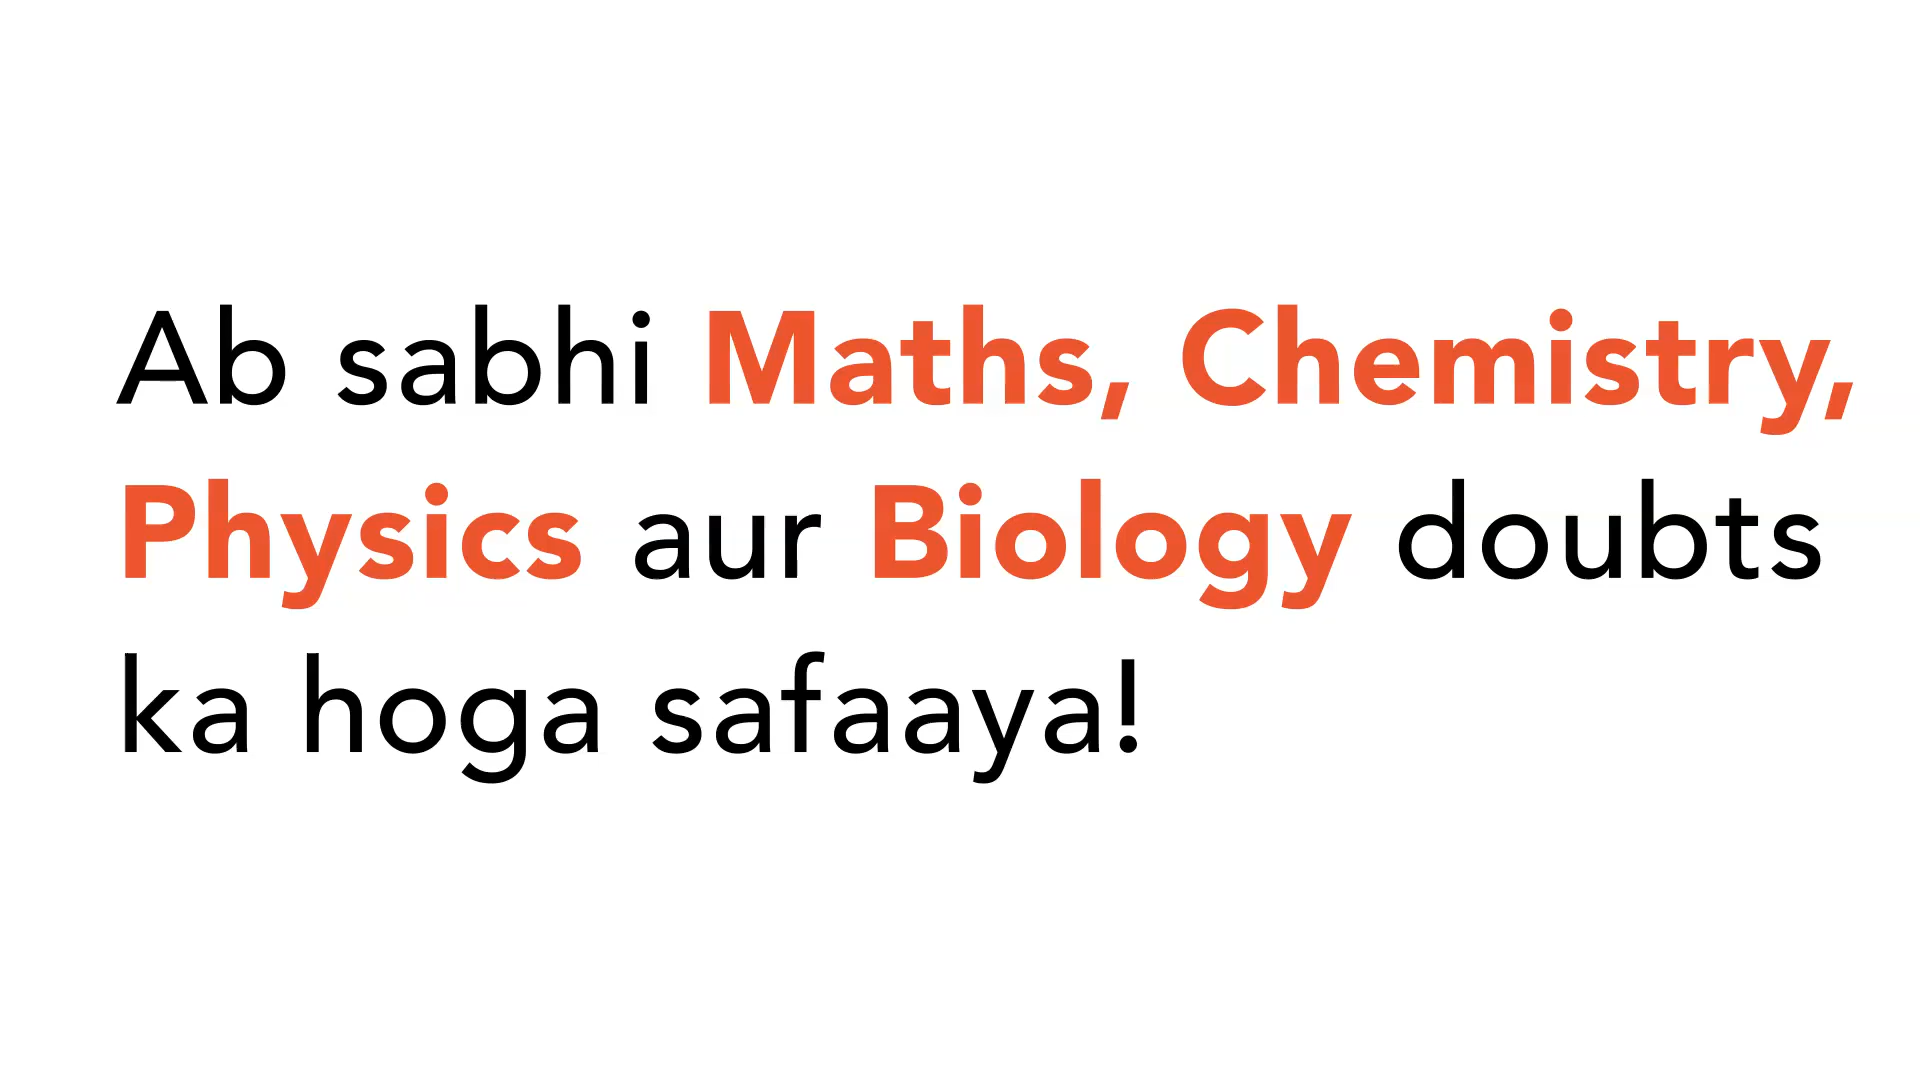 Ab sabhi Maths, Chemistry,
Physics aur Biology doubts
ka hoga safaaya!